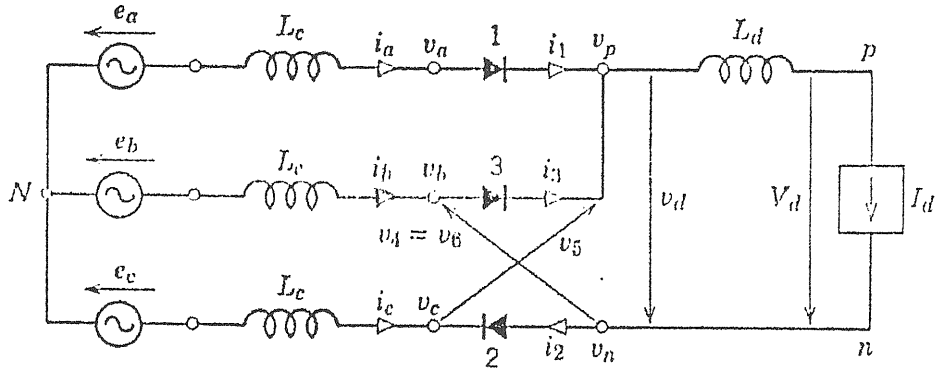 e_a L_c i_a v_a 1 i_1 v_p L_d p
e_b L_c i_b v_b 3 i_3
N v_4 = v_6 v_5 v_d V_d I_d
e_c L_c i_c v_c 2 i_2 v_n n